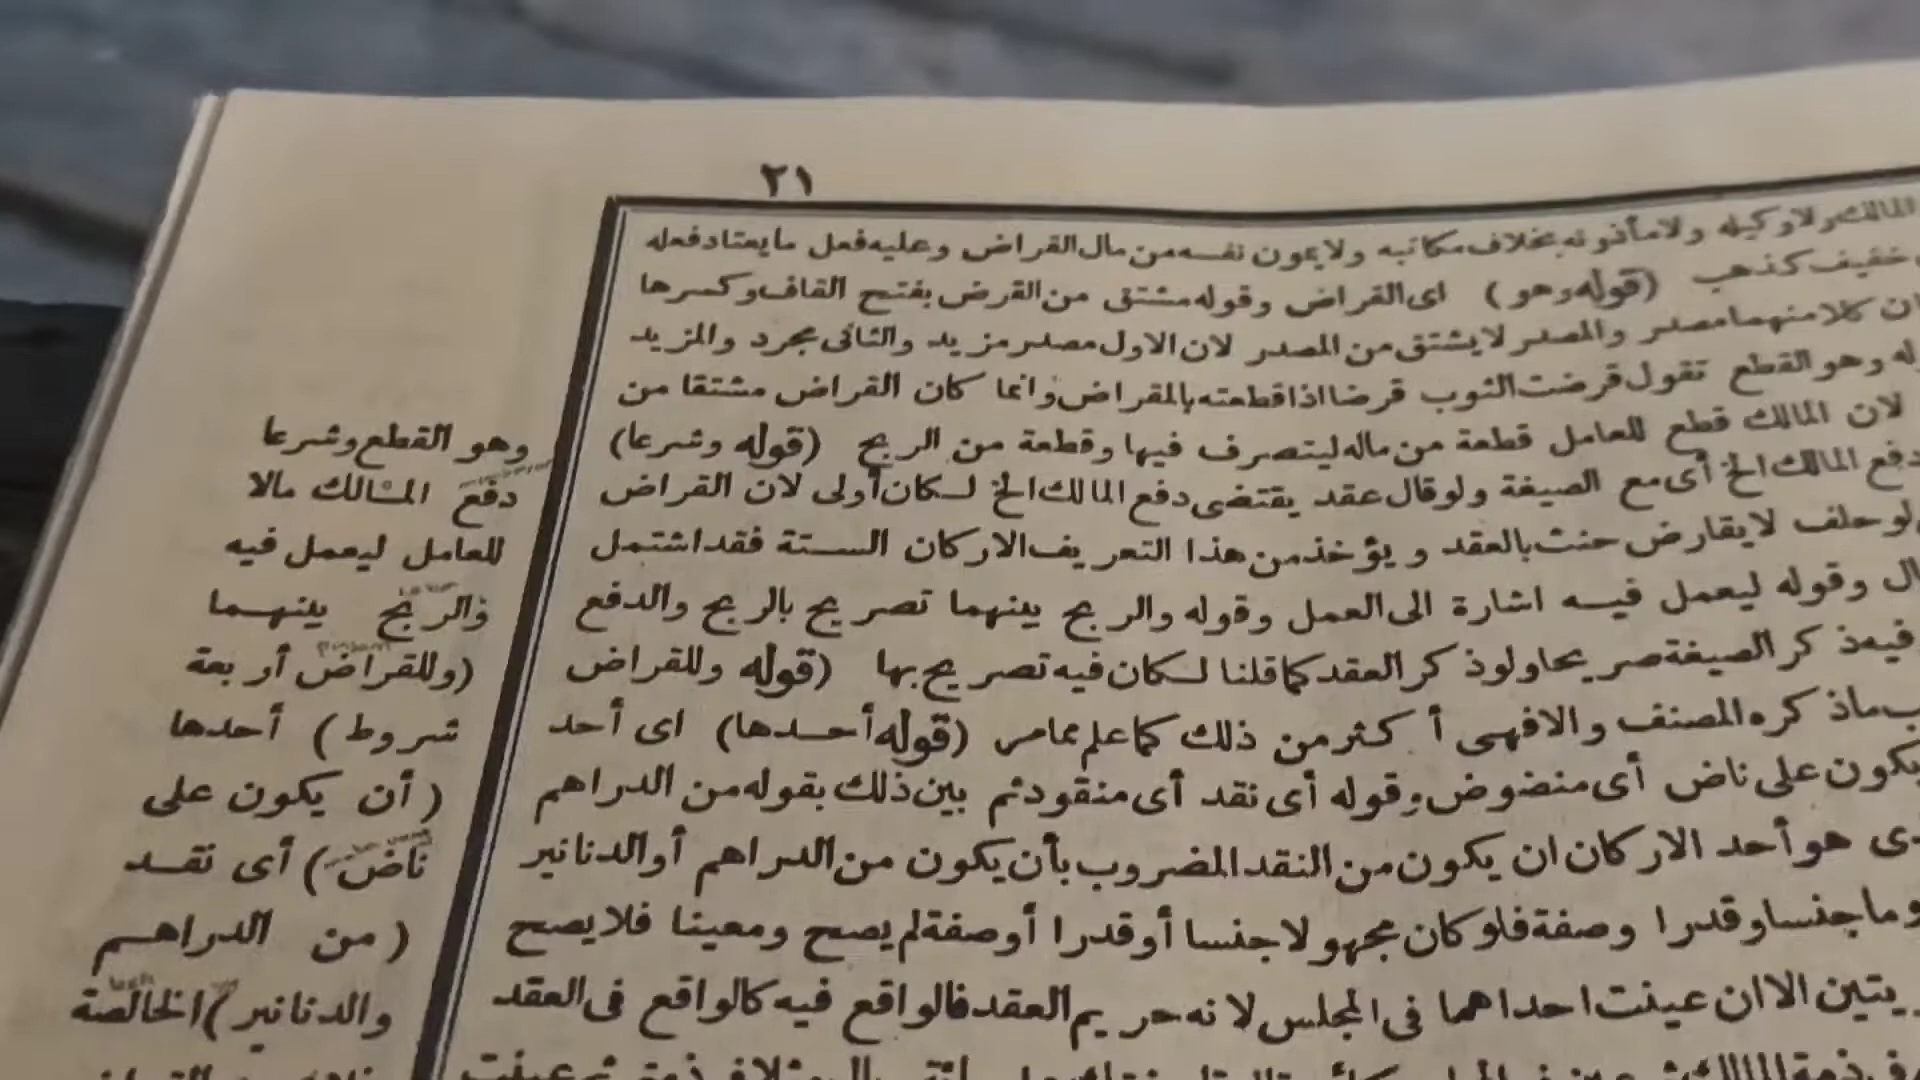 ٢١
المالك ولا وكيله ولا مأذونه بخلاف مكاتبه ولا يمون نفسه من مال القراض وعليه فعل ما يعتاد فعله
خفيف كذهب (قوله وهو) اى القراض وقوله مشتق من القرض بفتح القاف وكسرها
ان كلا منهما مصدر والمصدر لا يشتق من المصدر لان الاول مصدر مزيد والثانى مجرد والمزيد
وهو القطع تقول قرضت الثوب قرضا اذا قطعته بالمقراض وانما كان القراض مشتقا من
لان المالك قطع للعامل قطعة من ماله ليتصرف فيها وقطعة من الربح (قوله وشرعا)
دفع المالك الخ أى مع الصيغة ولو قال عقد يقتضى دفع المالك الخ لكان أولى لان القراض
لو حلف لا يقارض حنث بالعقد ويؤخذ من هذا التعريف الاركان الستة فقد اشتمل
وقوله ليعمل فيه اشارة الى العمل وقوله والربح بينهما تصريح بالربح والدفع
فيه ذكر الصيغة صريحا ولو ذكر العقد كما قلنا لكان فيه تصريح بها (قوله وللقراض
ما ذكره المصنف والافهى أكثر من ذلك كما علم مما مر (قوله أحدها) اى أحد
يكون على ناض أى منضوض وقوله أى نقد أى منقود ثم بين ذلك بقوله من الدراهم
هو أحد الاركان ان يكون من النقد المضروب بأن يكون من الدراهم أو الدنانير
وما جنسا وقدرا وصفة فلو كان مجهولا جنسا أو قدرا أو صفة لم يصح ومعينا فلا يصح
الا ان عينت احداهما فى المجلس لانه حريم العقد فالواقع فيه كالواقع فى العقد
وهو القطع وشرعا
دفع المالك مالا
للعامل ليعمل فيه
والربح بينهما
(وللقراض أربعة
شروط) أحدها
(أن يكون على
ناض) أى نقد
(من الدراهم
والدنانير) الخالصة